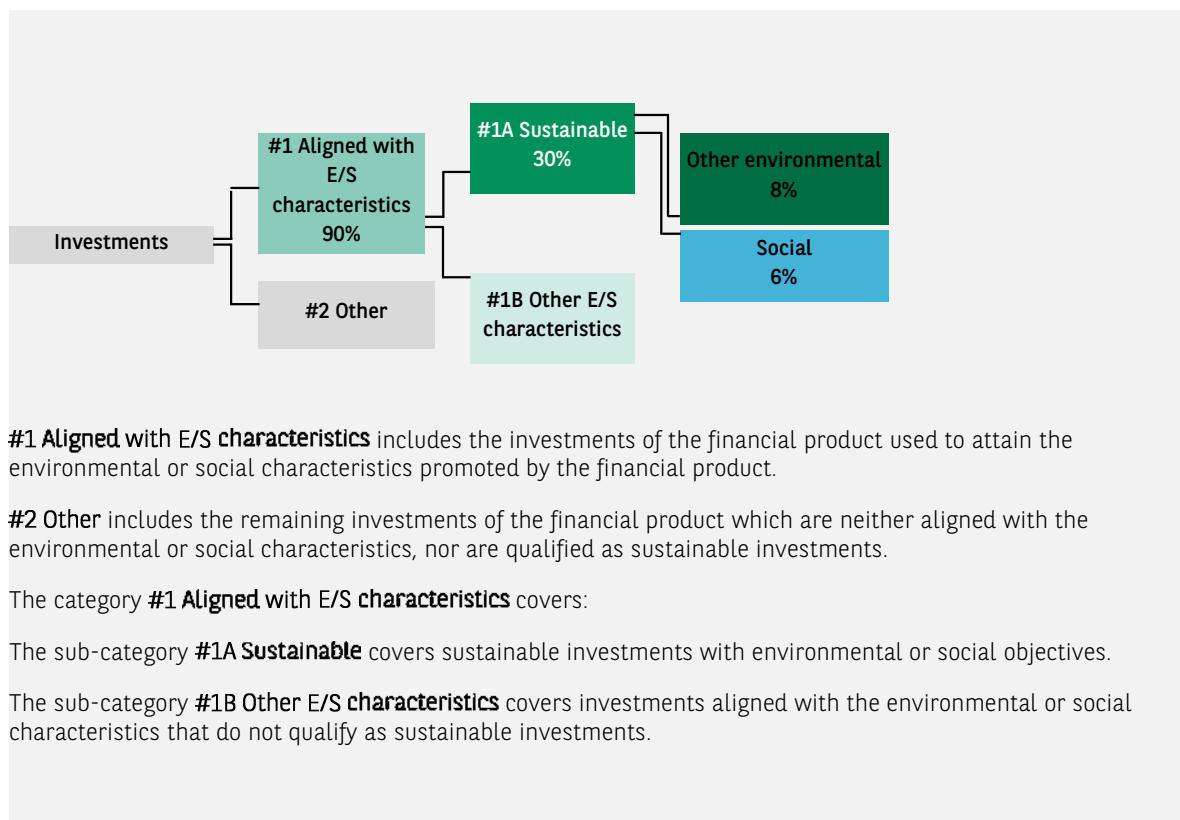 #1A Sustainable
30%
#1 Aligned with
E/S
characteristics
90%
Other environmental
8%
Investments
Social
6%
#2 Other
#1B Other E/S
characteristics
#1 Aligned with E/S characteristics includes the investments of the financial product used to attain the
environmental or social characteristics promoted by the financial product.
#2 Other includes the remaining investments of the financial product which are neither aligned with the
environmental or social characteristics, nor are qualified as sustainable investments.
The category #1 Aligned with E/S characteristics covers:
The sub-category #1A Sustainable covers sustainable investments with environmental or social objectives.
The sub-category #1B Other E/S characteristics covers investments aligned with the environmental or social
characteristics that do not qualify as sustainable investments.